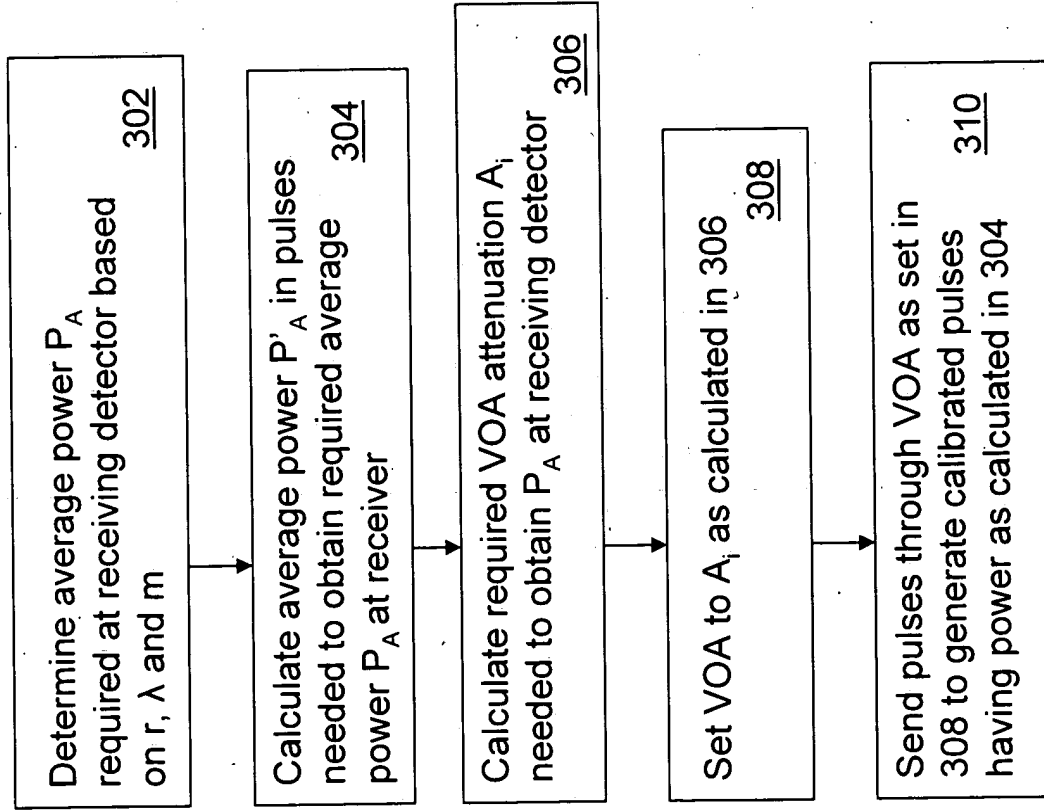 Determine average power P_A
required at receiving detector based
on r, λ and m
302
Calculate average power P'_A in pulses
needed to obtain required average
power P_A at receiver
304
Calculate required VOA attenuation A_i
needed to obtain P_A at receiving detector
306
Set VOA to A_i as calculated in 306
308
Send pulses through VOA as set in
308 to generate calibrated pulses
having power as calculated in 304
310